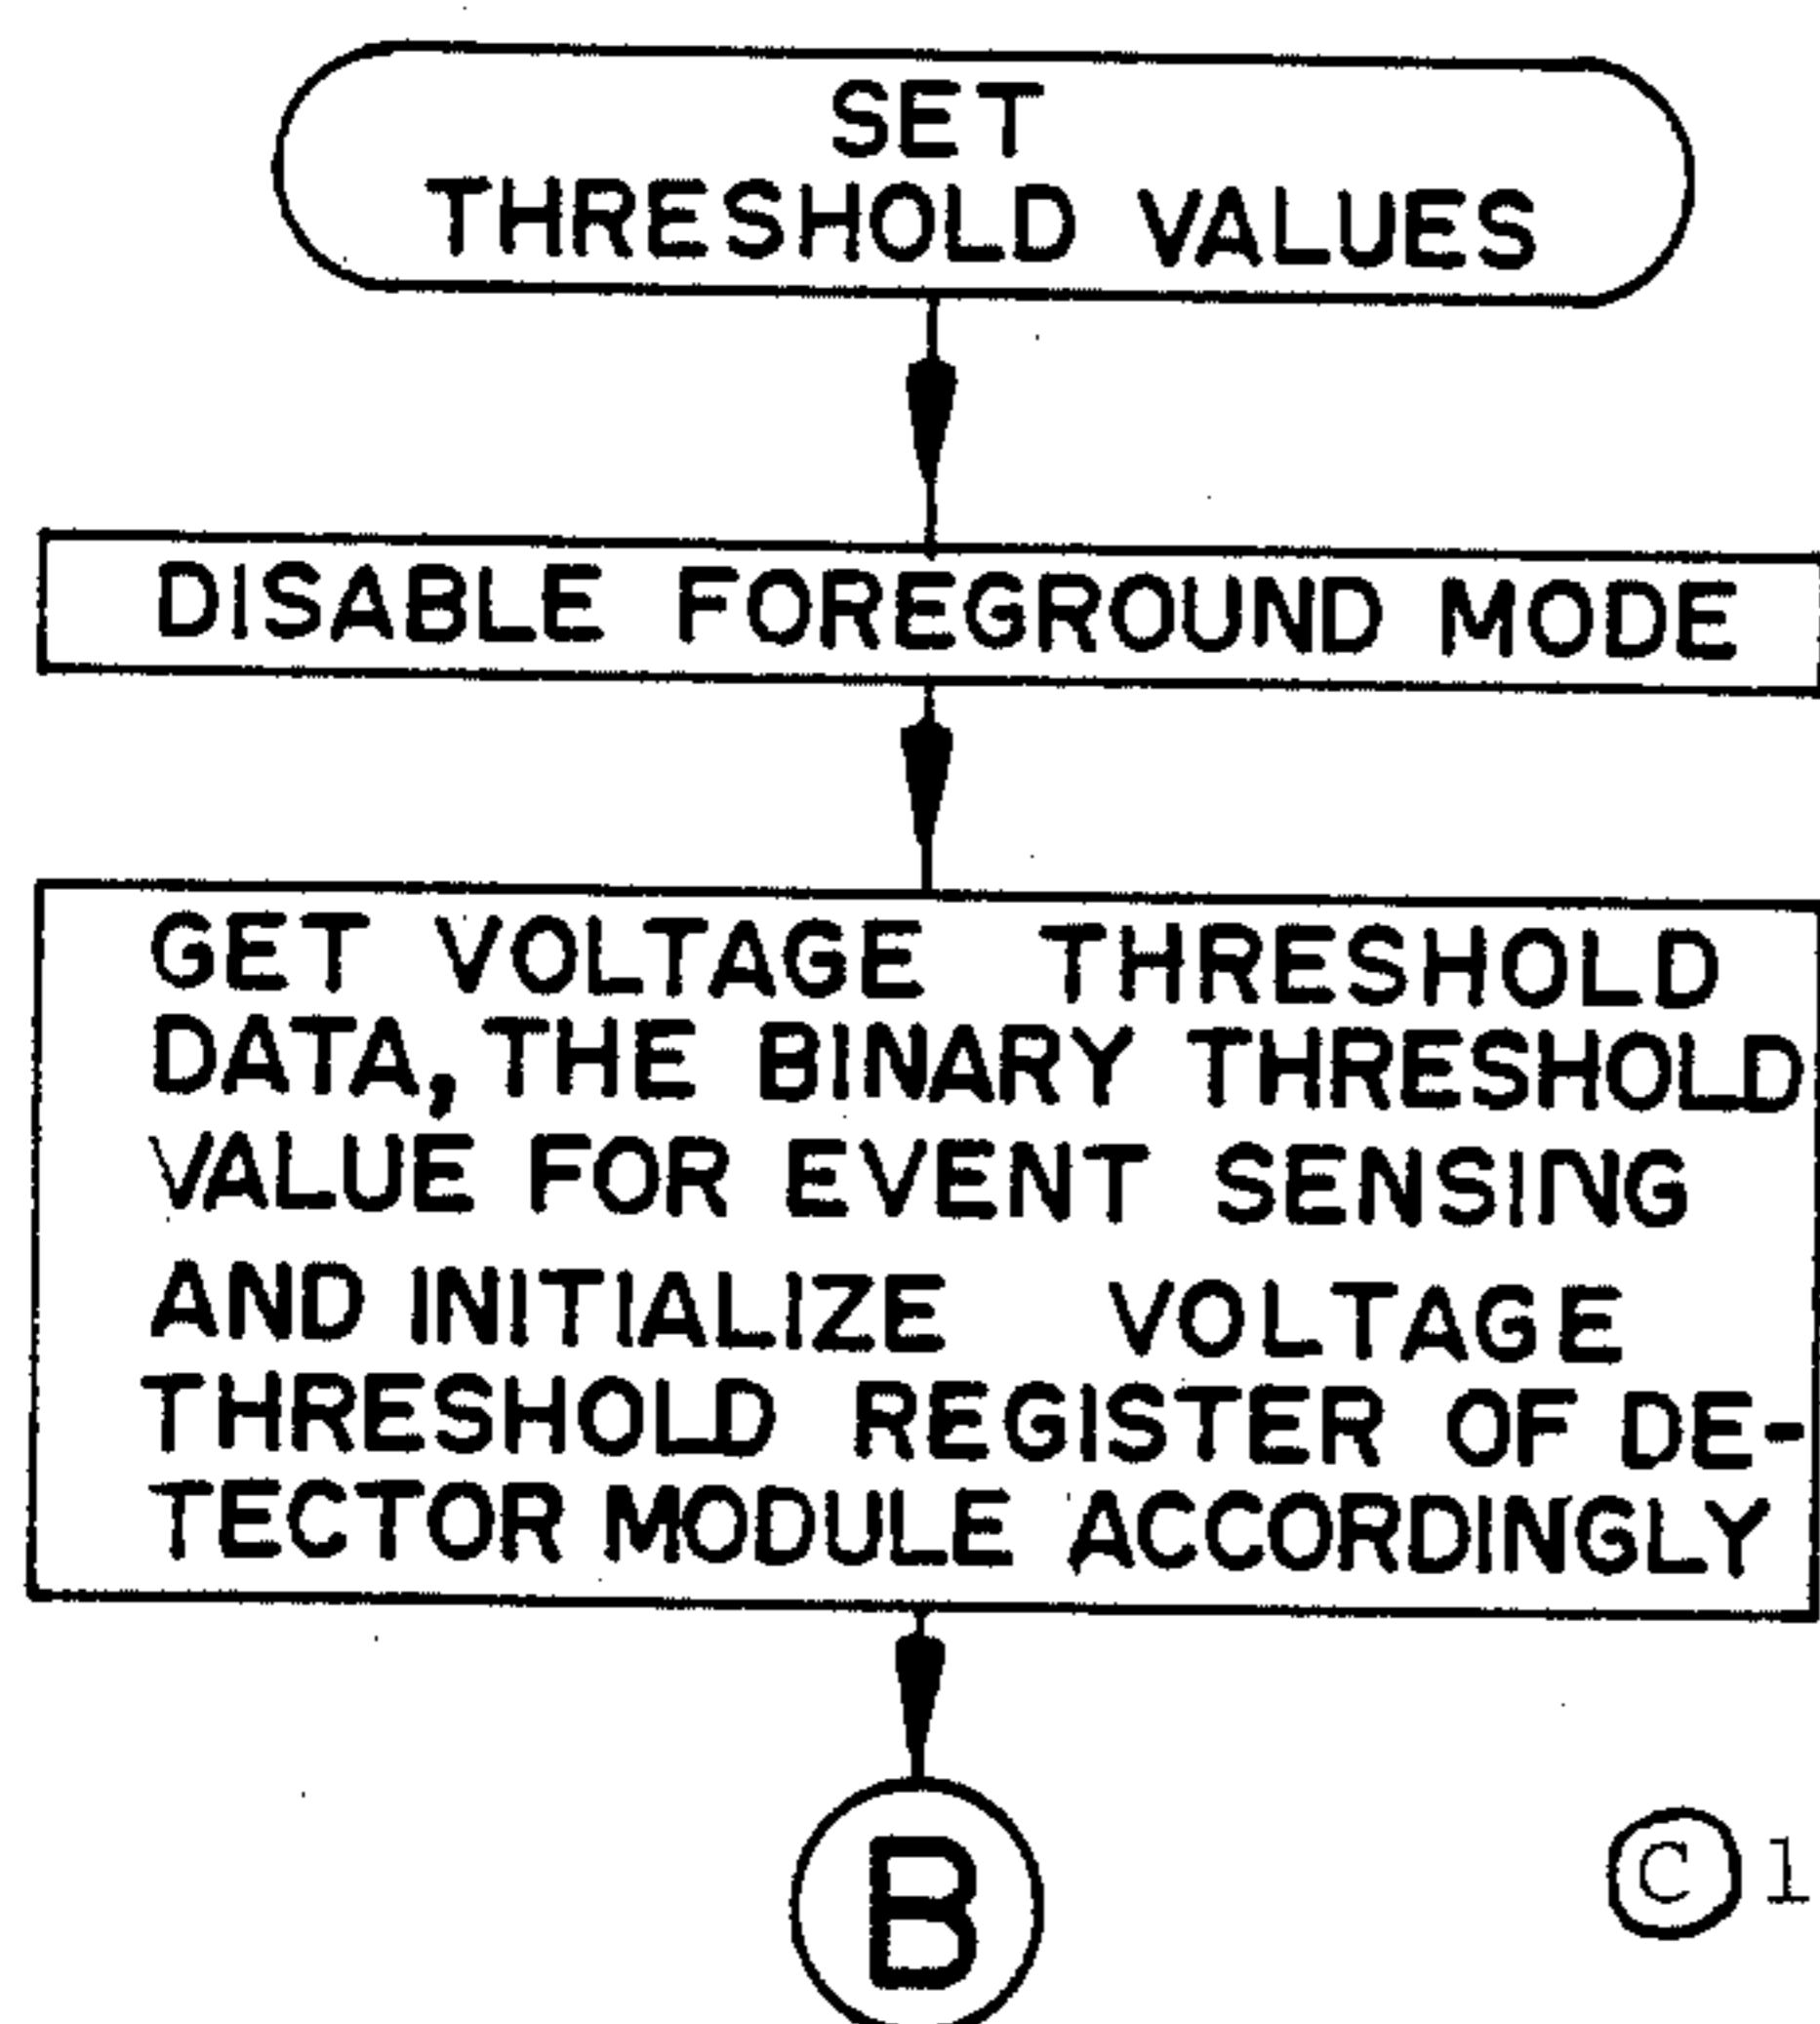 SET
THRESHOLD VALUES
DISABLE FOREGROUND MODE
GET VOLTAGE THRESHOLD
DATA, THE BINARY THRESHOLD
VALUE FOR EVENT SENSING
AND INITIALIZE VOLTAGE
THRESHOLD REGISTER OF DE-
TECTOR MODULE ACCORDINGLY
B
© 1